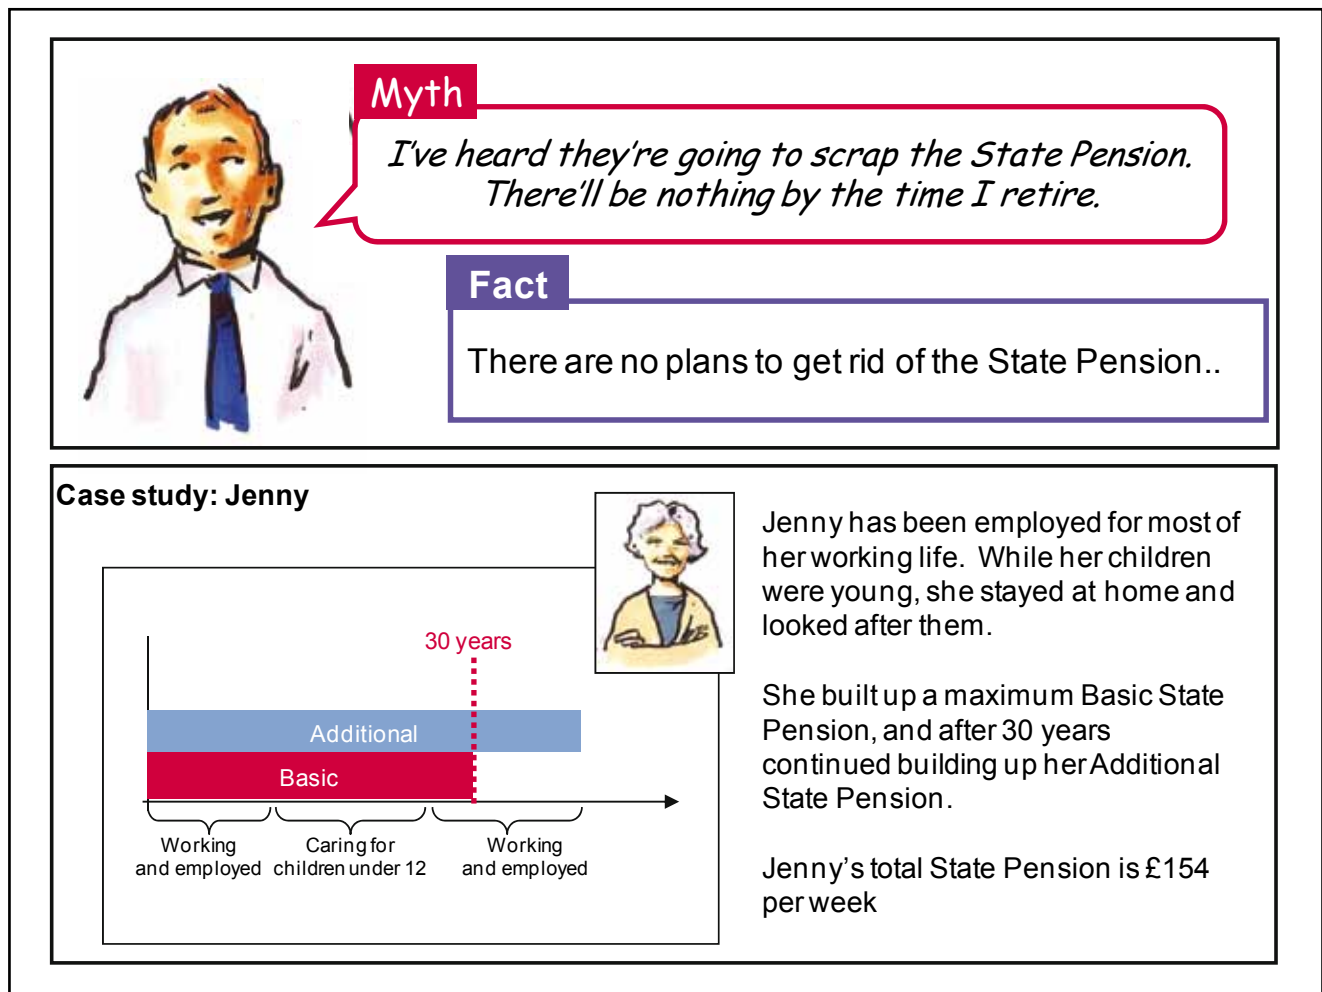 Myth
I've heard they're going to scrap the State Pension.
There'll be nothing by the time I retire.
Fact
There are no plans to get rid of the State Pension..
Case study: Jenny
30 years
Additional
Basic
Working
and employed
Caring for
children under 12
Working
and employed
Jenny has been employed for most of
her working life. While her children
were young, she stayed at home and
looked after them.
She built up a maximum Basic State
Pension, and after 30 years
continued building up her Additional
State Pension.
Jenny's total State Pension is £154
per week